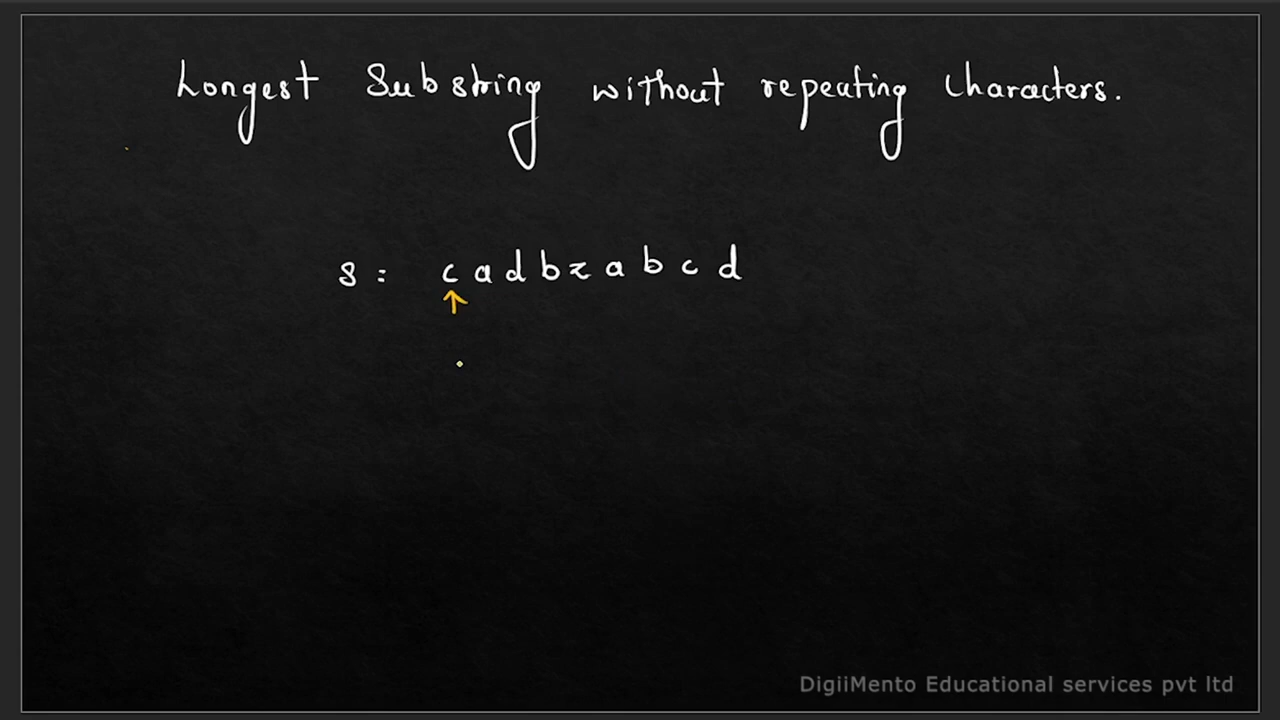 Longest Substring without repeating characters.
s : c a d b z a b c d
DigiiMento Educational services pvt ltd